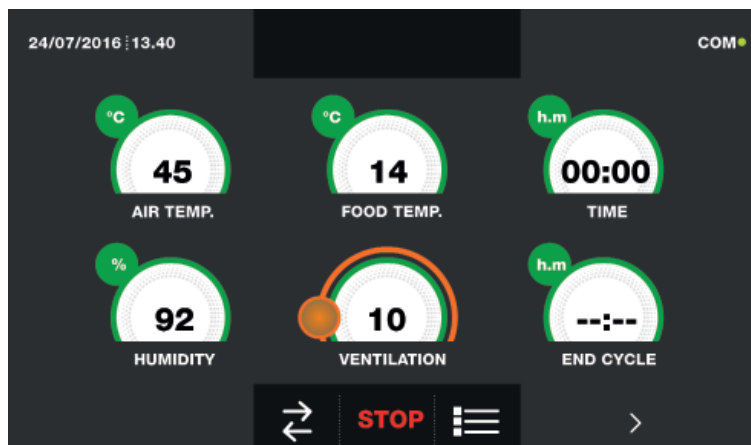 24/07/2016 13.40
COM
°C
°C
h.m
45
14
00:00
AIR TEMP.
FOOD TEMP.
TIME
%
h.m
92
10
--:--
HUMIDITY
VENTILATION
END CYCLE
STOP